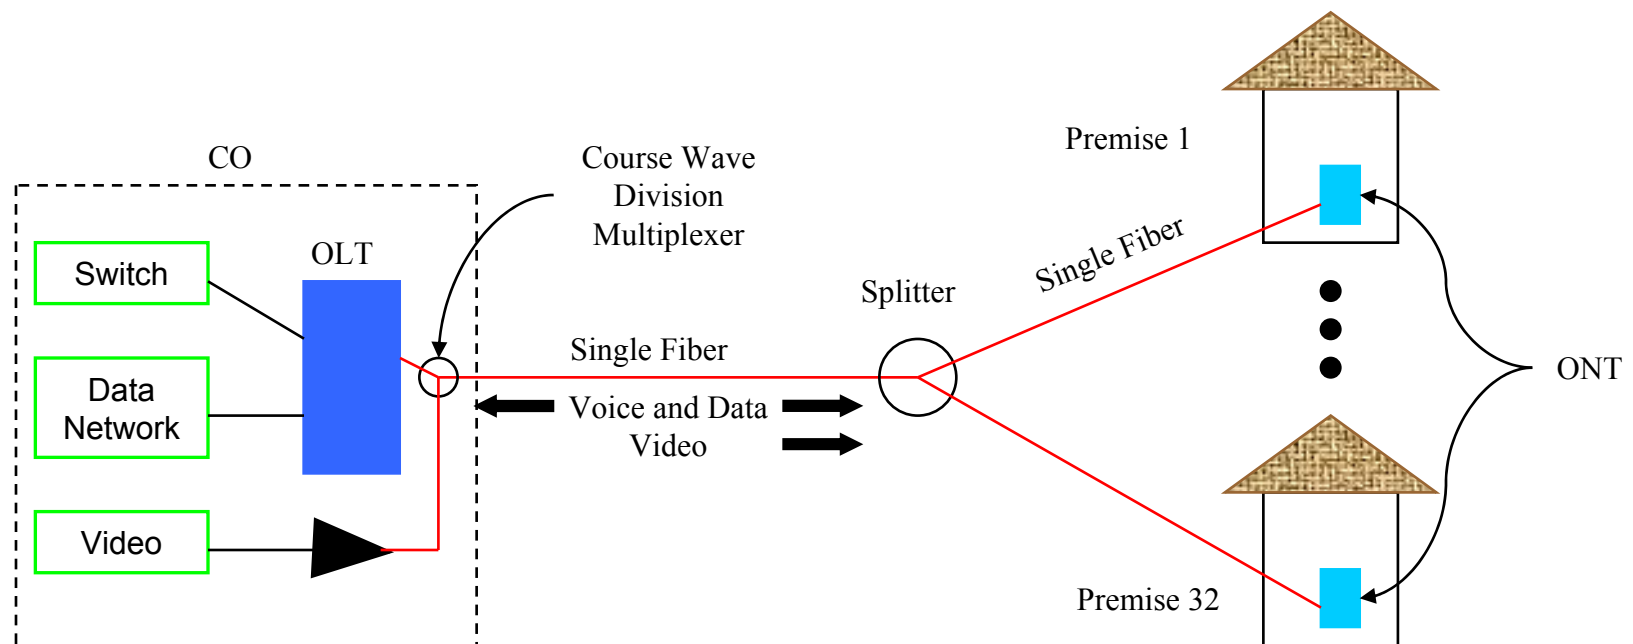 CO
Switch
Data
Network
Video
OLT
Course Wave
Division
Multiplexer
Single Fiber
Voice and Data
Video
Splitter
Single Fiber
Premise 1
Premise 32
ONT